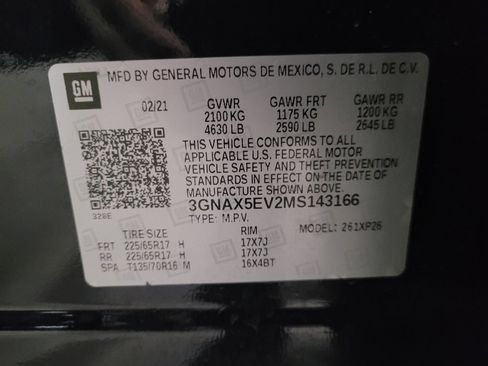 GM
MFD BY GENERAL MOTORS DE MEXICO, S. DE R.L. DE C.V.
02/21 GVWR GAWR FRT GAWR RR
2100 KG 1175 KG 1200 KG
4630 LB 2590 LB 2645 LB
THIS VEHICLE CONFORMS TO ALL
APPLICABLE U.S. FEDERAL MOTOR
VEHICLE SAFETY AND THEFT PREVENTION
STANDARDS IN EFFECT ON THE DATE OF
MANUFACTURE SHOWN ABOVE.
3GNAX5EV2MS143166
328E TYPE: M.P.V. MODEL: 261XP26
TIRE SIZE RIM
FRT 225/65R17 H 17X7J
RR 225/65R17 H 17X7J
SPA T135/70R16 M 16X4BT